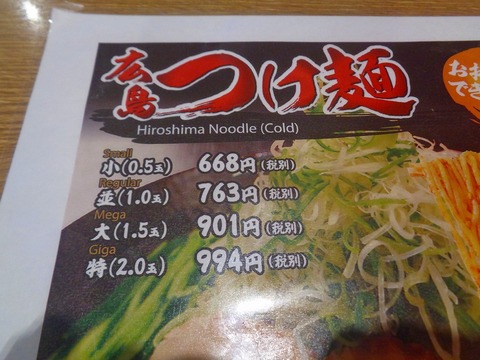 広島つけ麺
Hiroshima Noodle (Cold)
Small
小(0.5玉) 668円(税別)
Regular
並(1.0玉) 763円(税別)
Mega
大(1.5玉) 901円(税別)
Giga
特(2.0玉) 994円(税別)
でき